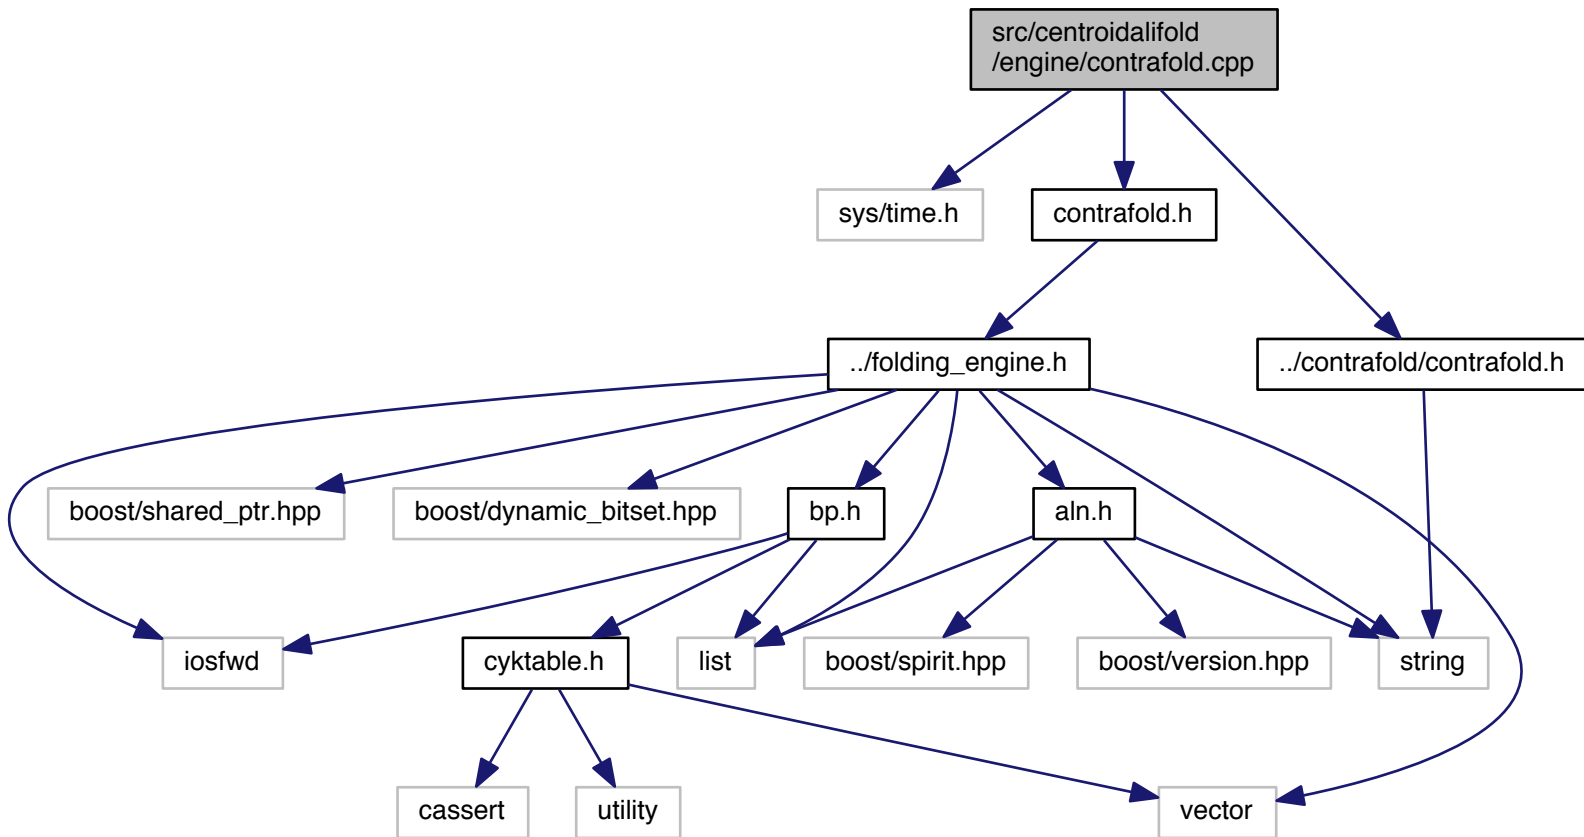 src/centroidalifold
/engine/contrafold.cpp
sys/time.h
contrafold.h
../folding_engine.h
../contrafold/contrafold.h
boost/shared_ptr.hpp
boost/dynamic_bitset.hpp
bp.h
aln.h
iosfwd
cyktable.h
list
boost/spirit.hpp
boost/version.hpp
string
cassert
utility
vector